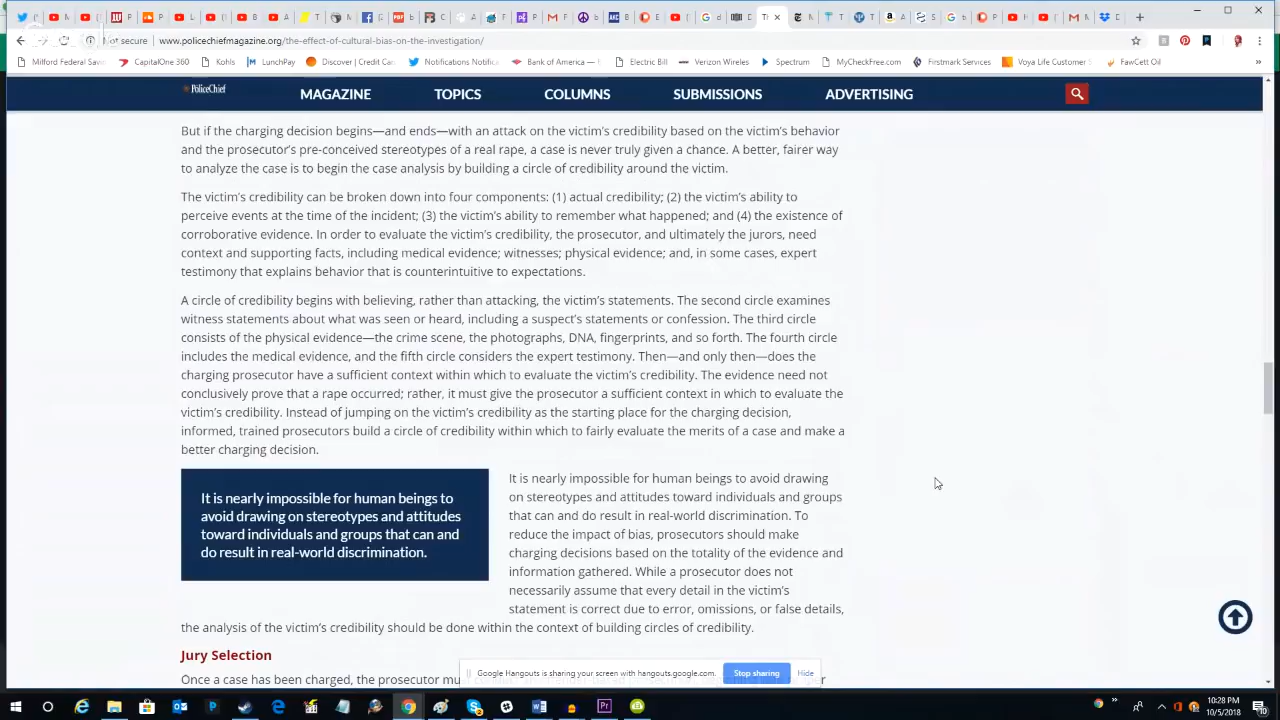 Not secure www.policechiefmagazine.org/the-effect-of-cultural-bias-on-the-investigation/
Milford Federal Savi CapitalOne 360 Kohls LunchPay Discover | Credit Car Notifications Notifica Bank of America — Electric Bill Verizon Wireles Spectrum MyCheckFree.com Firstmark Services Voya Life Customer S Fawcett Oil »
PoliceChief MAGAZINE TOPICS COLUMNS SUBMISSIONS ADVERTISING
But if the charging decision begins—and ends—with an attack on the victim's credibility based on the victim's behavior
and the prosecutor's pre-conceived stereotypes of a real rape, a case is never truly given a chance. A better, fairer way
to analyze the case is to begin the case analysis by building a circle of credibility around the victim.
The victim's credibility can be broken down into four components: (1) actual credibility; (2) the victim's ability to
perceive events at the time of the incident; (3) the victim's ability to remember what happened; and (4) the existence of
corroborative evidence. In order to evaluate the victim's credibility, the prosecutor, and ultimately the jurors, need
context and supporting facts, including medical evidence; witnesses; physical evidence; and, in some cases, expert
testimony that explains behavior that is counterintuitive to expectations.
A circle of credibility begins with believing, rather than attacking, the victim's statements. The second circle examines
witness statements about what was seen or heard, including a suspect's statements or confession. The third circle
consists of the physical evidence—the crime scene, the photographs, DNA, fingerprints, and so forth. The fourth circle
includes the medical evidence, and the fifth circle considers the expert testimony. Then—and only then—does the
charging prosecutor have a sufficient context within which to evaluate the victim's credibility. The evidence need not
conclusively prove that a rape occurred; rather, it must give the prosecutor a sufficient context in which to evaluate the
victim's credibility. Instead of jumping on the victim's credibility as the starting place for the charging decision,
informed, trained prosecutors build a circle of credibility within which to fairly evaluate the merits of a case and make a
better charging decision.
It is nearly impossible for human beings to
avoid drawing on stereotypes and attitudes
toward individuals and groups that can and
do result in real-world discrimination.
It is nearly impossible for human beings to avoid drawing
on stereotypes and attitudes toward individuals and groups
that can and do result in real-world discrimination. To
reduce the impact of bias, prosecutors should make
charging decisions based on the totality of the evidence and
information gathered. While a prosecutor does not
necessarily assume that every detail in the victim's
statement is correct due to error, omissions, or false details,
the analysis of the victim's credibility should be done within the context of building circles of credibility.
Jury Selection
Once a case has been charged, the prosecutor mu
Google Hangouts is sharing your screen with hangouts.google.com. Stop sharing Hide
10:28 PM
10/5/2018